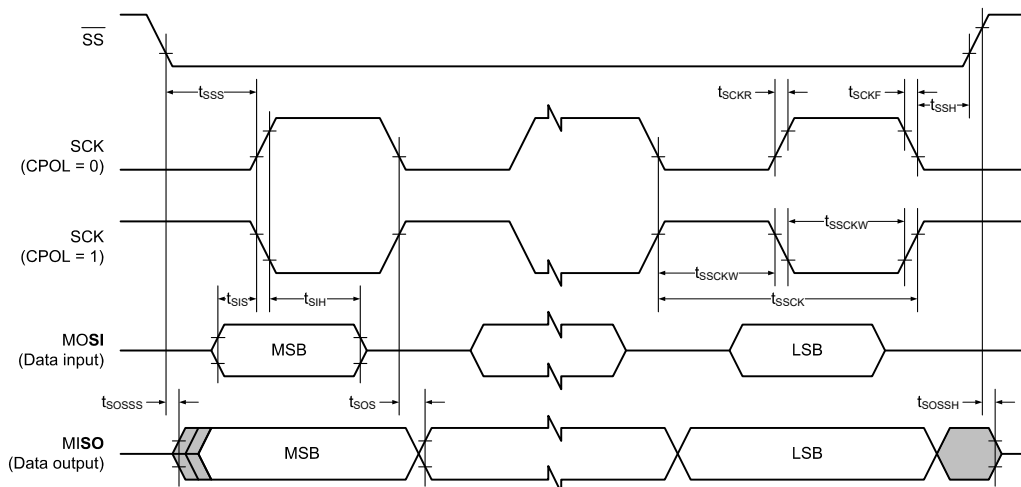 SS
tSSS
tSCKR
tSCKF
tSSH
SCK
(CPOL = 0)
SCK
(CPOL = 1)
tSSCKW
tSSCKW
tSSCK
tSIS
tSIH
MOSI
(Data input)
MSB
LSB
tSOSSS
tSOS
tSOSSH
MISO
(Data output)
MSB
LSB